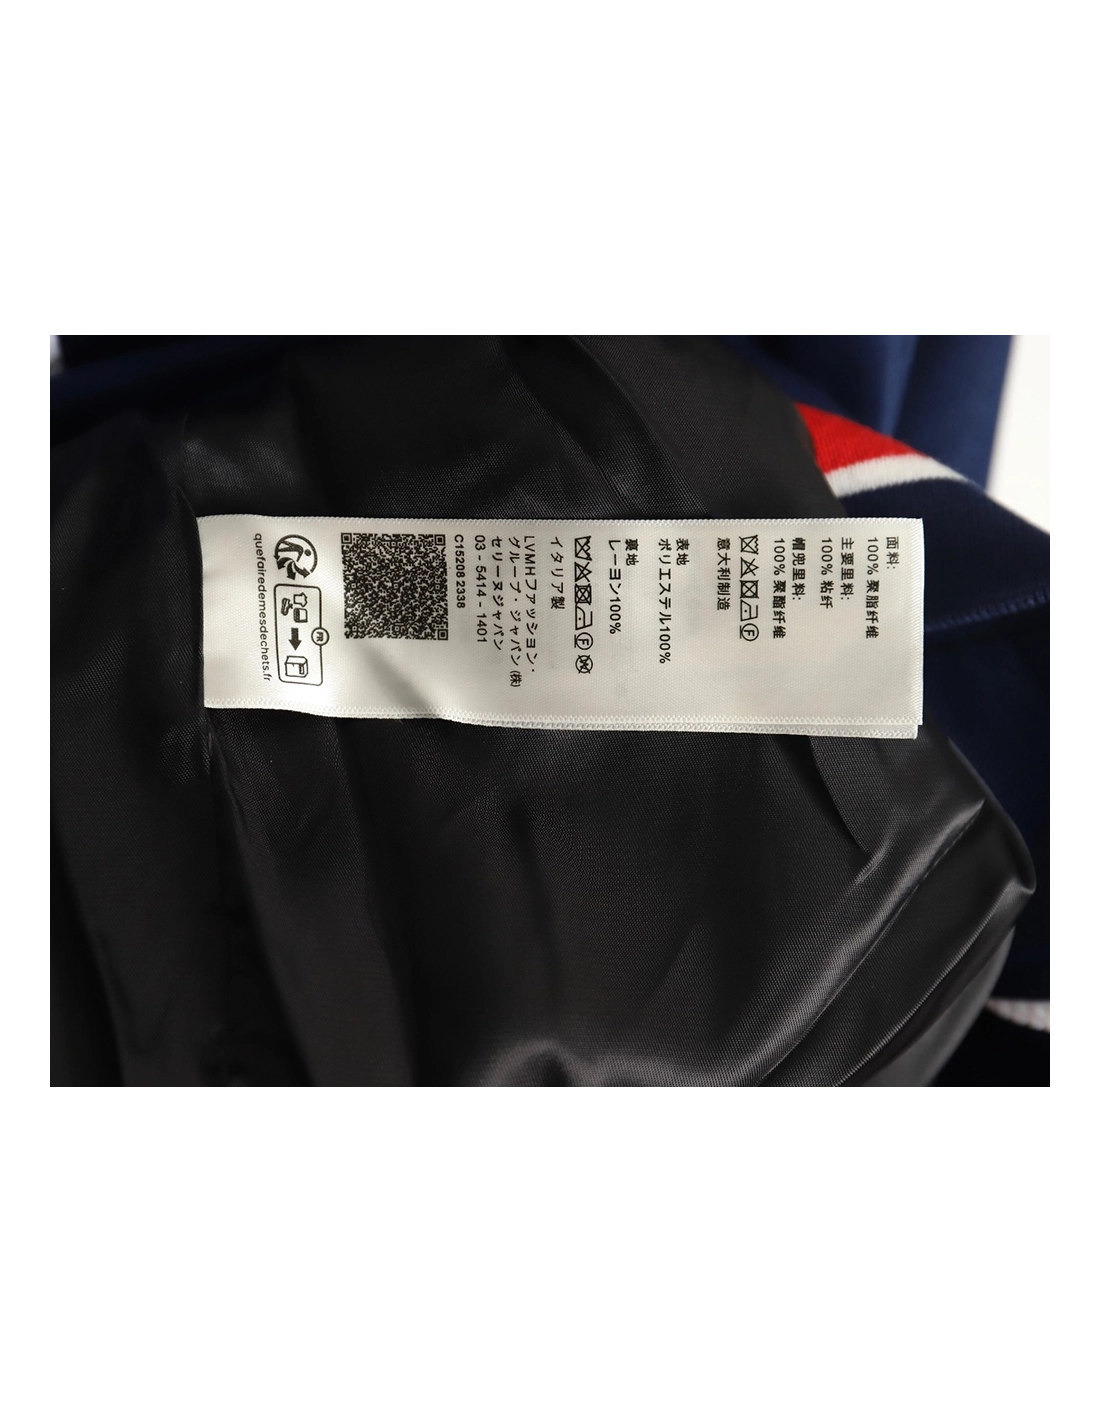 面料:
100% 聚脂纤维
主要里料:
100% 粘纤
帽兜里料:
100% 聚酯纤维
意大利制造
表地
ポリエステル100%
裏地
レーヨン100%
イタリア製
LVMHファッション・
グループ・ジャパン(株)
セリーヌジャパン
03 - 5414 - 1401
C15208 2338
FR
quefairedemesdechets.fr